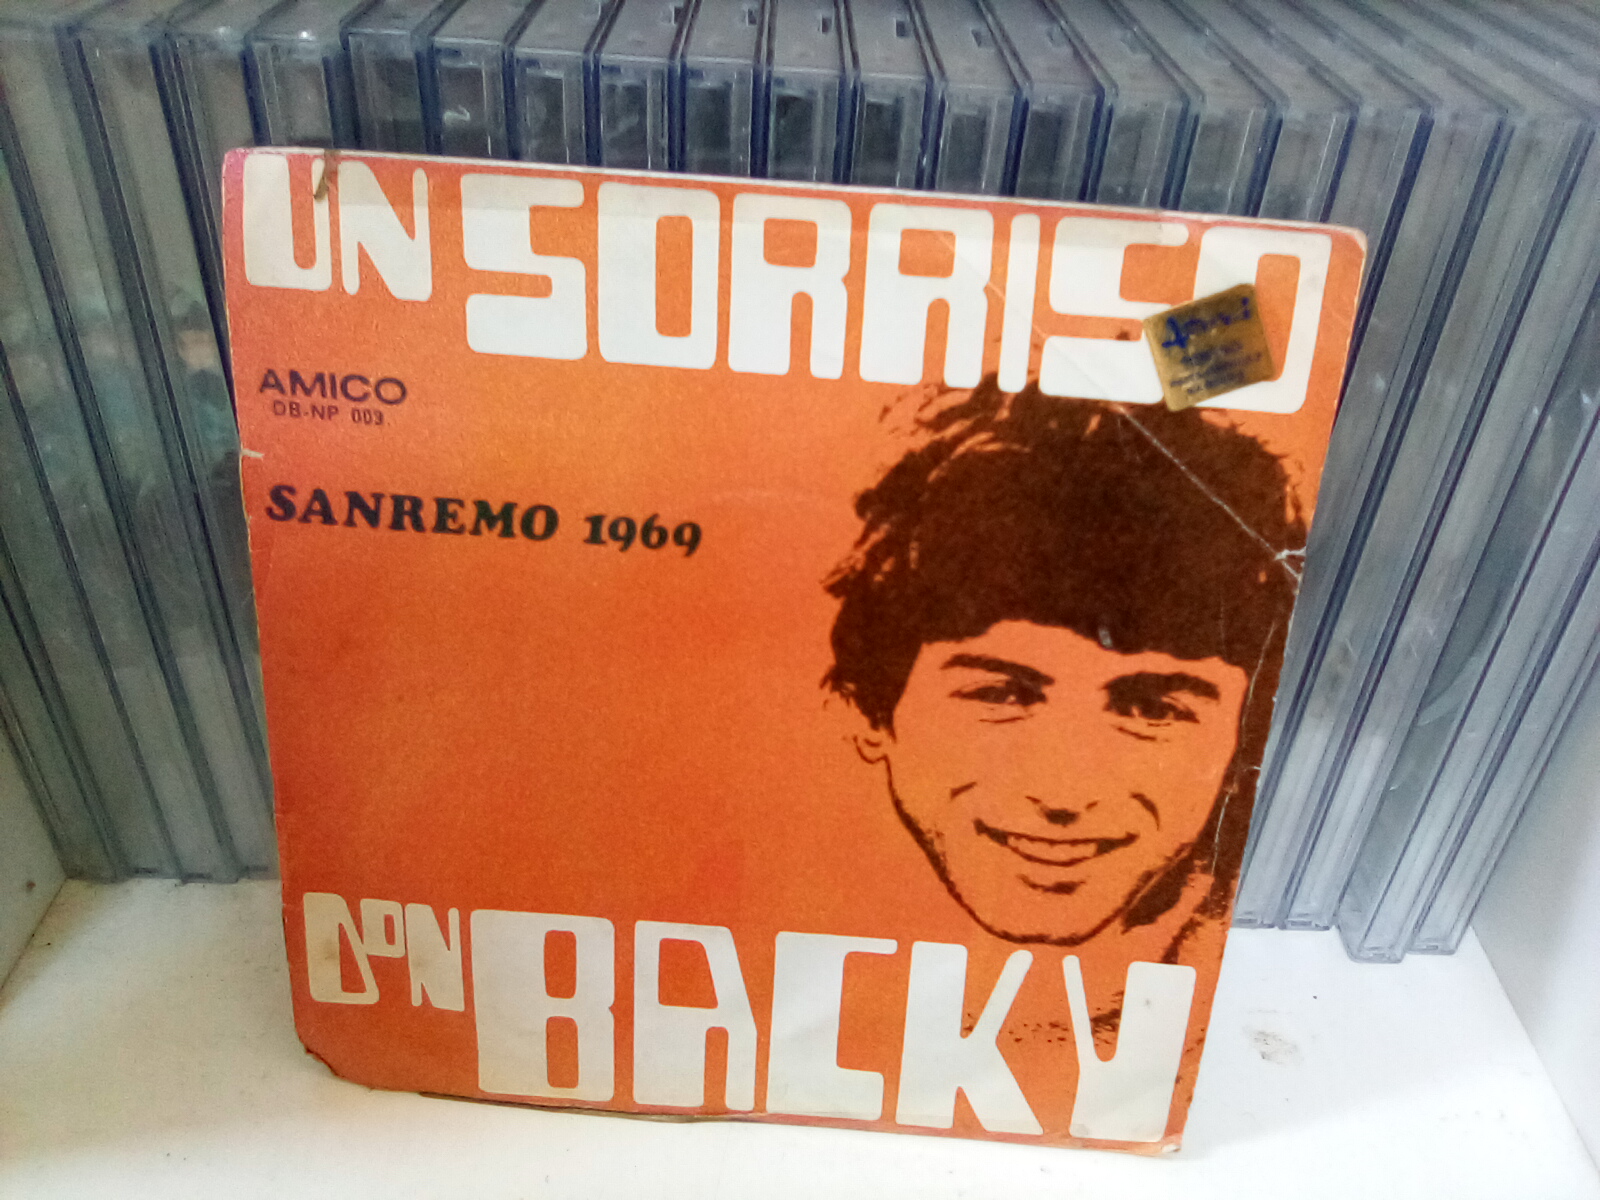 UN SORRISO
AMICO
DB-NP 003
SANREMO 1969
DON BACKY